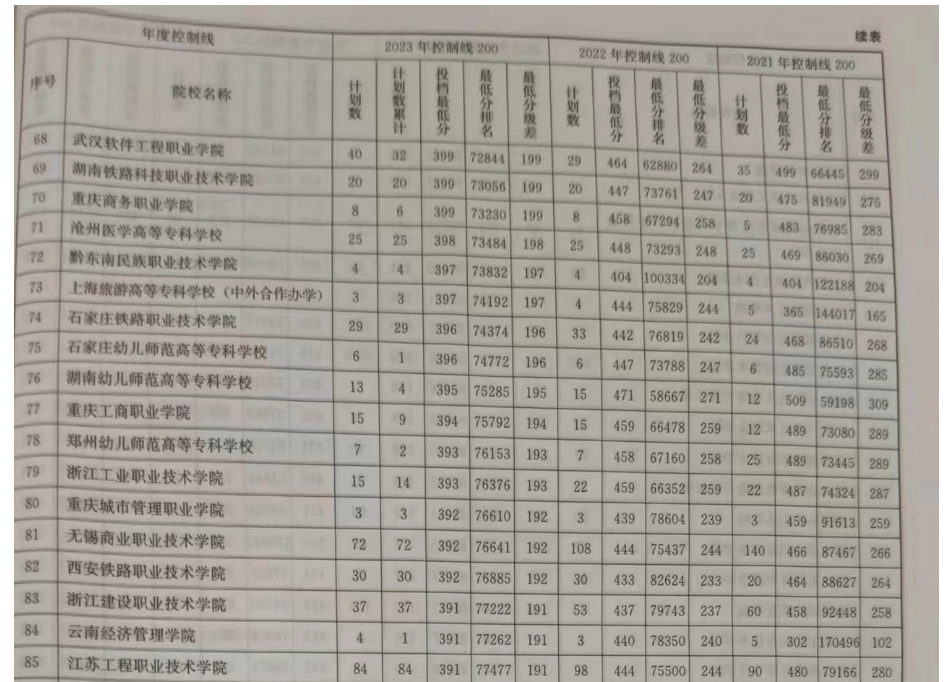 续表
年度控制线 2023 年控制线 200 2022 年控制线 200 2021 年控制线 200
序号 院校名称 计划数 计划数累计 投档最低分 最低分排名 最低分级差 计划数 投档最低分 最低分排名 最低分级差 计划数 投档最低分 最低分排名 最低分级差
68 武汉软件工程职业学院 40 32 399 72844 199 29 464 62880 264 35 499 66445 299
69 湖南铁路科技职业技术学院 20 20 399 73056 199 20 447 73761 247 20 475 81949 275
70 重庆商务职业学院 8 6 399 73230 199 8 458 67294 258 5 483 76985 283
71 沧州医学高等专科学校 25 25 398 73484 198 25 448 73293 248 25 469 86030 269
72 黔东南民族职业技术学院 4 4 397 73832 197 4 404 100334 204 4 404 122188 204
73 上海旅游高等专科学校（中外合作办学） 3 3 397 74192 197 4 444 75829 244 5 365 144017 165
74 石家庄铁路职业技术学院 29 29 396 74374 196 33 442 76819 242 24 468 86510 268
75 石家庄幼儿师范高等专科学校 6 1 396 74772 196 6 447 73788 247 6 485 75593 285
76 湖南幼儿师范高等专科学校 13 4 395 75285 195 15 471 58667 271 12 509 59198 309
77 重庆工商职业学院 15 9 394 75792 194 15 459 66478 259 12 489 73080 289
78 郑州幼儿师范高等专科学校 7 2 393 76153 193 7 458 67160 258 25 489 73445 289
79 浙江工业职业技术学院 15 14 393 76376 193 22 459 66352 259 22 487 74324 287
80 重庆城市管理职业学院 3 3 392 76610 192 3 439 78604 239 3 459 91613 259
81 无锡商业职业技术学院 72 72 392 76641 192 108 444 75437 244 140 466 87467 266
82 西安铁路职业技术学院 30 30 392 76885 192 30 433 82624 233 20 464 88627 264
83 浙江建设职业技术学院 37 37 391 77222 191 53 437 79743 237 60 458 92448 258
84 云南经济管理学院 4 1 391 77262 191 3 440 78350 240 5 302 170496 102
85 江苏工程职业技术学院 84 84 391 77477 191 98 444 75500 244 90 480 79166 280